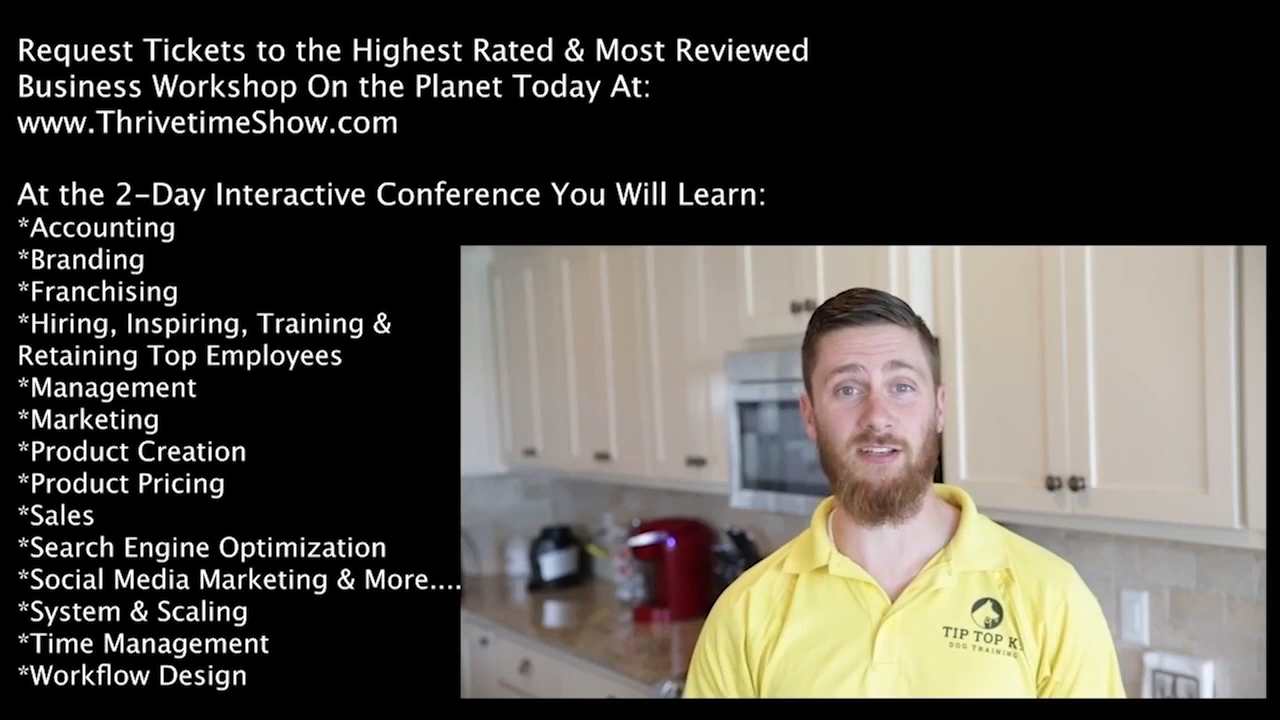 Request Tickets to the Highest Rated & Most Reviewed
Business Workshop On the Planet Today At:
www.ThrivetimeShow.com
At the 2-Day Interactive Conference You Will Learn:
*Accounting
*Branding
*Franchising
*Hiring, Inspiring, Training &
Retaining Top Employees
*Management
*Marketing
*Product Creation
*Product Pricing
*Sales
*Search Engine Optimization
*Social Media Marketing & More....
*System & Scaling
*Time Management
*Workflow Design
TIP TOP K
DOG TRAINING